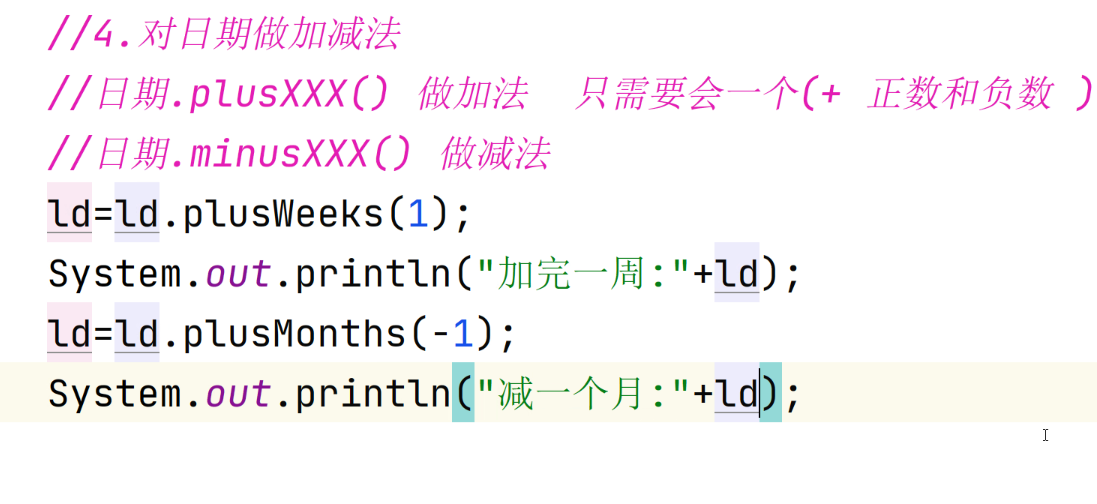 //4.对日期做加减法
//日期.plusXXX() 做加法  只需要会一个(+ 正数和负数 )
//日期.minusXXX() 做减法
ld=ld.plusWeeks(1);
System.out.println("加完一周:"+ld);
ld=ld.plusMonths(-1);
System.out.println("减一个月:"+ld);